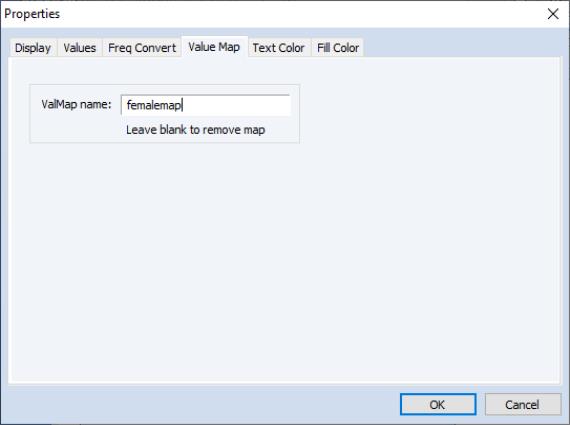 Properties
Display Values Freq Convert Value Map Text Color Fill Color
ValMap name: femalemap
Leave blank to remove map
OK Cancel